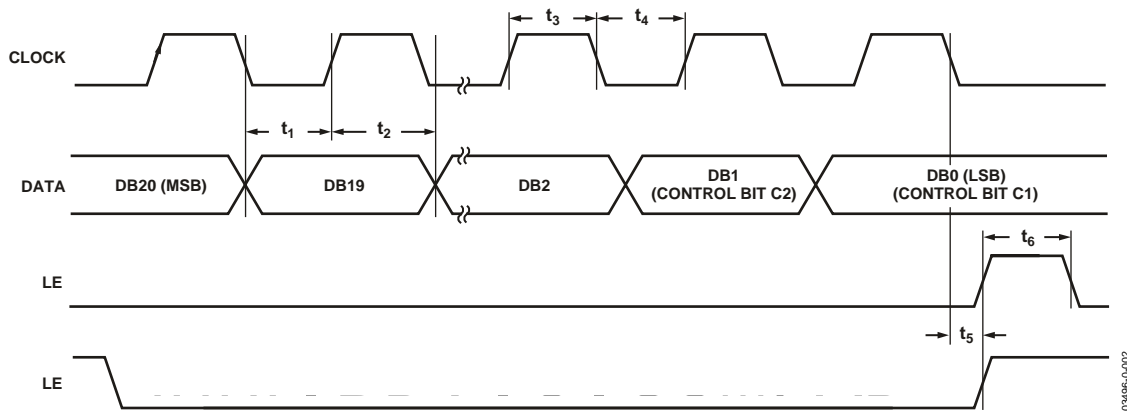 t3 t4
CLOCK
t1 t2
DATA DB20 (MSB) DB19 DB2 DB1 DB0 (LSB)
(CONTROL BIT C2) (CONTROL BIT C1)
t6
LE
t5
LE
03496-0-002